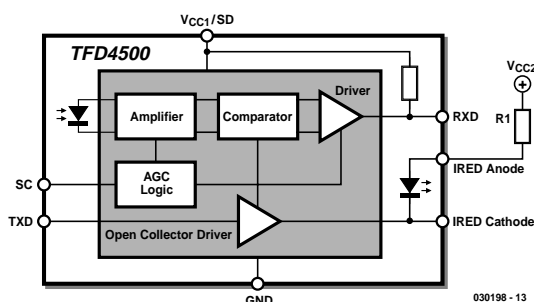 VCC1/SD
TFD4500
Driver
VCC2
Amplifier
Comparator
R1
RXD
IRED Anode
AGC
Logic
SC
TXD
Open Collector Driver
IRED Cathode
GND
030198 - 13